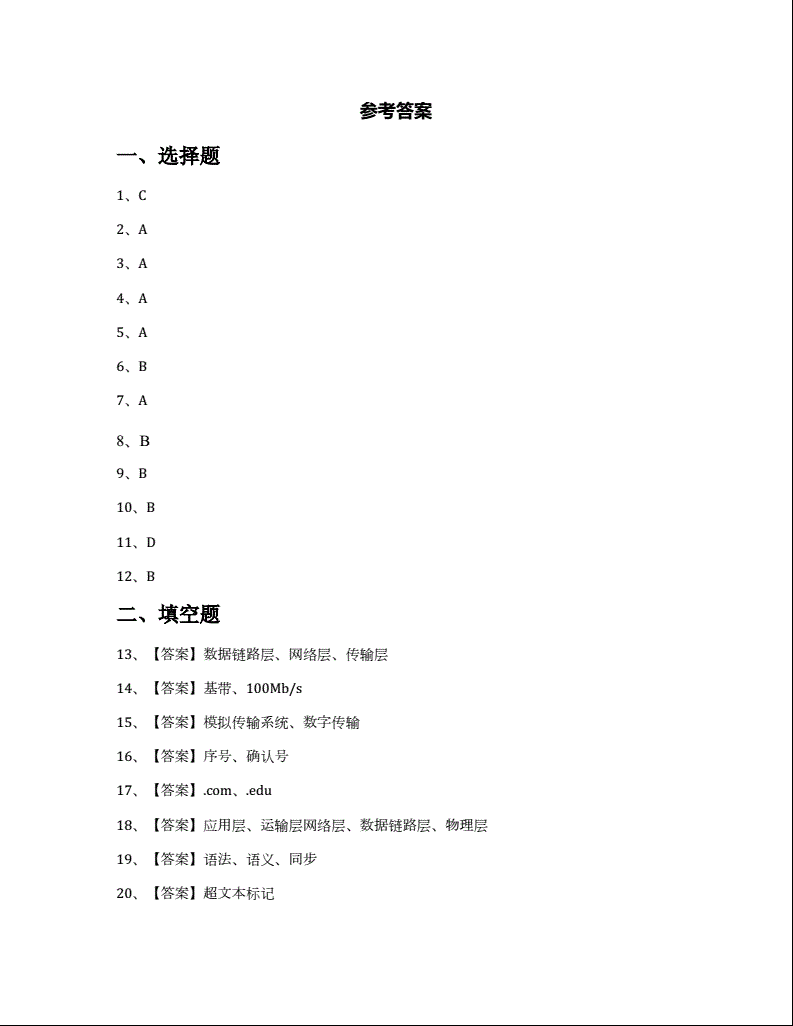 参考答案
一、选择题
1、C
2、A
3、A
4、A
5、A
6、B
7、A
8、B
9、B
10、B
11、D
12、B
二、填空题
13、【答案】数据链路层、网络层、传输层
14、【答案】基带、100Mb/s
15、【答案】模拟传输系统、数字传输
16、【答案】序号、确认号
17、【答案】.com、.edu
18、【答案】应用层、运输层网络层、数据链路层、物理层
19、【答案】语法、语义、同步
20、【答案】超文本标记